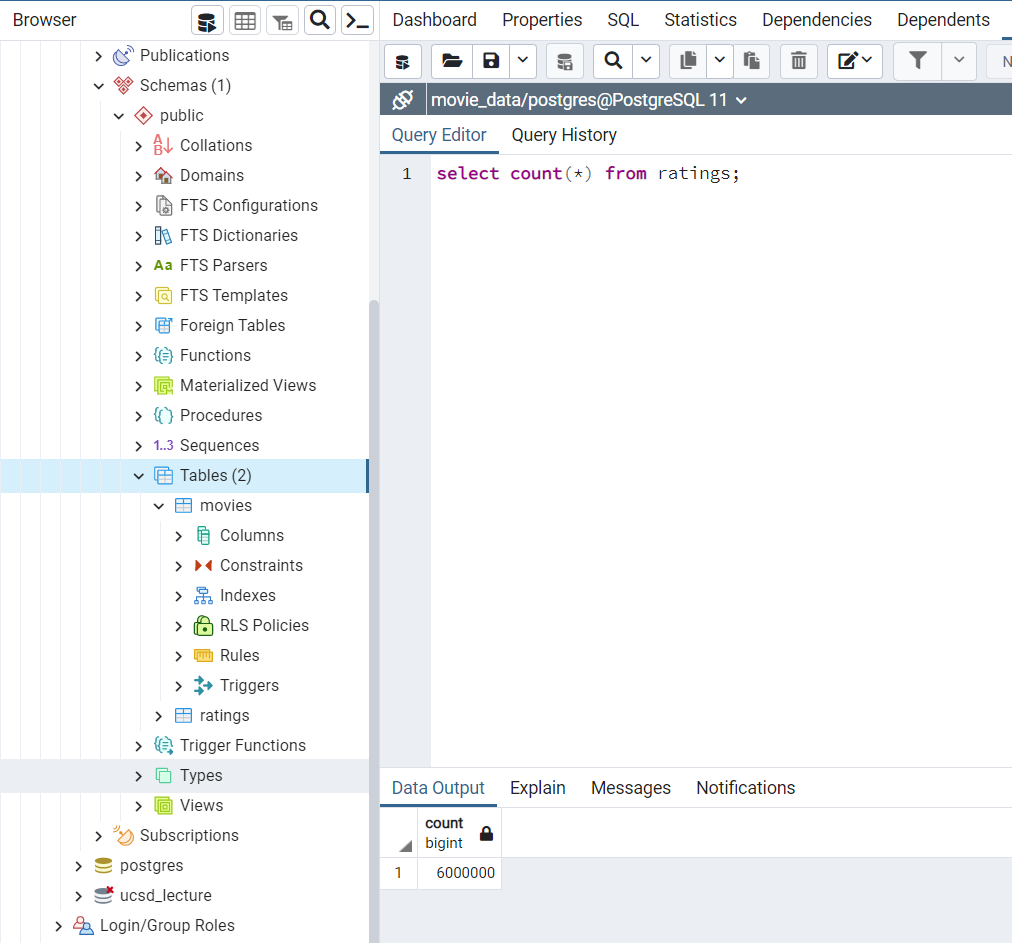 Browser
Publications
Schemas (1)
public
Collations
Domains
FTS Configurations
FTS Dictionaries
Aa FTS Parsers
FTS Templates
Foreign Tables
Functions
Materialized Views
Procedures
1..3 Sequences
Tables (2)
movies
Columns
Constraints
Indexes
RLS Policies
Rules
Triggers
ratings
Trigger Functions
Types
Views
Subscriptions
postgres
ucsd_lecture
Login/Group Roles
Dashboard Properties SQL Statistics Dependencies Dependents
N
movie_data/postgres@PostgreSQL 11
Query Editor Query History
1 select count(*) from ratings;
Data Output Explain Messages Notifications
count
bigint
1 6000000